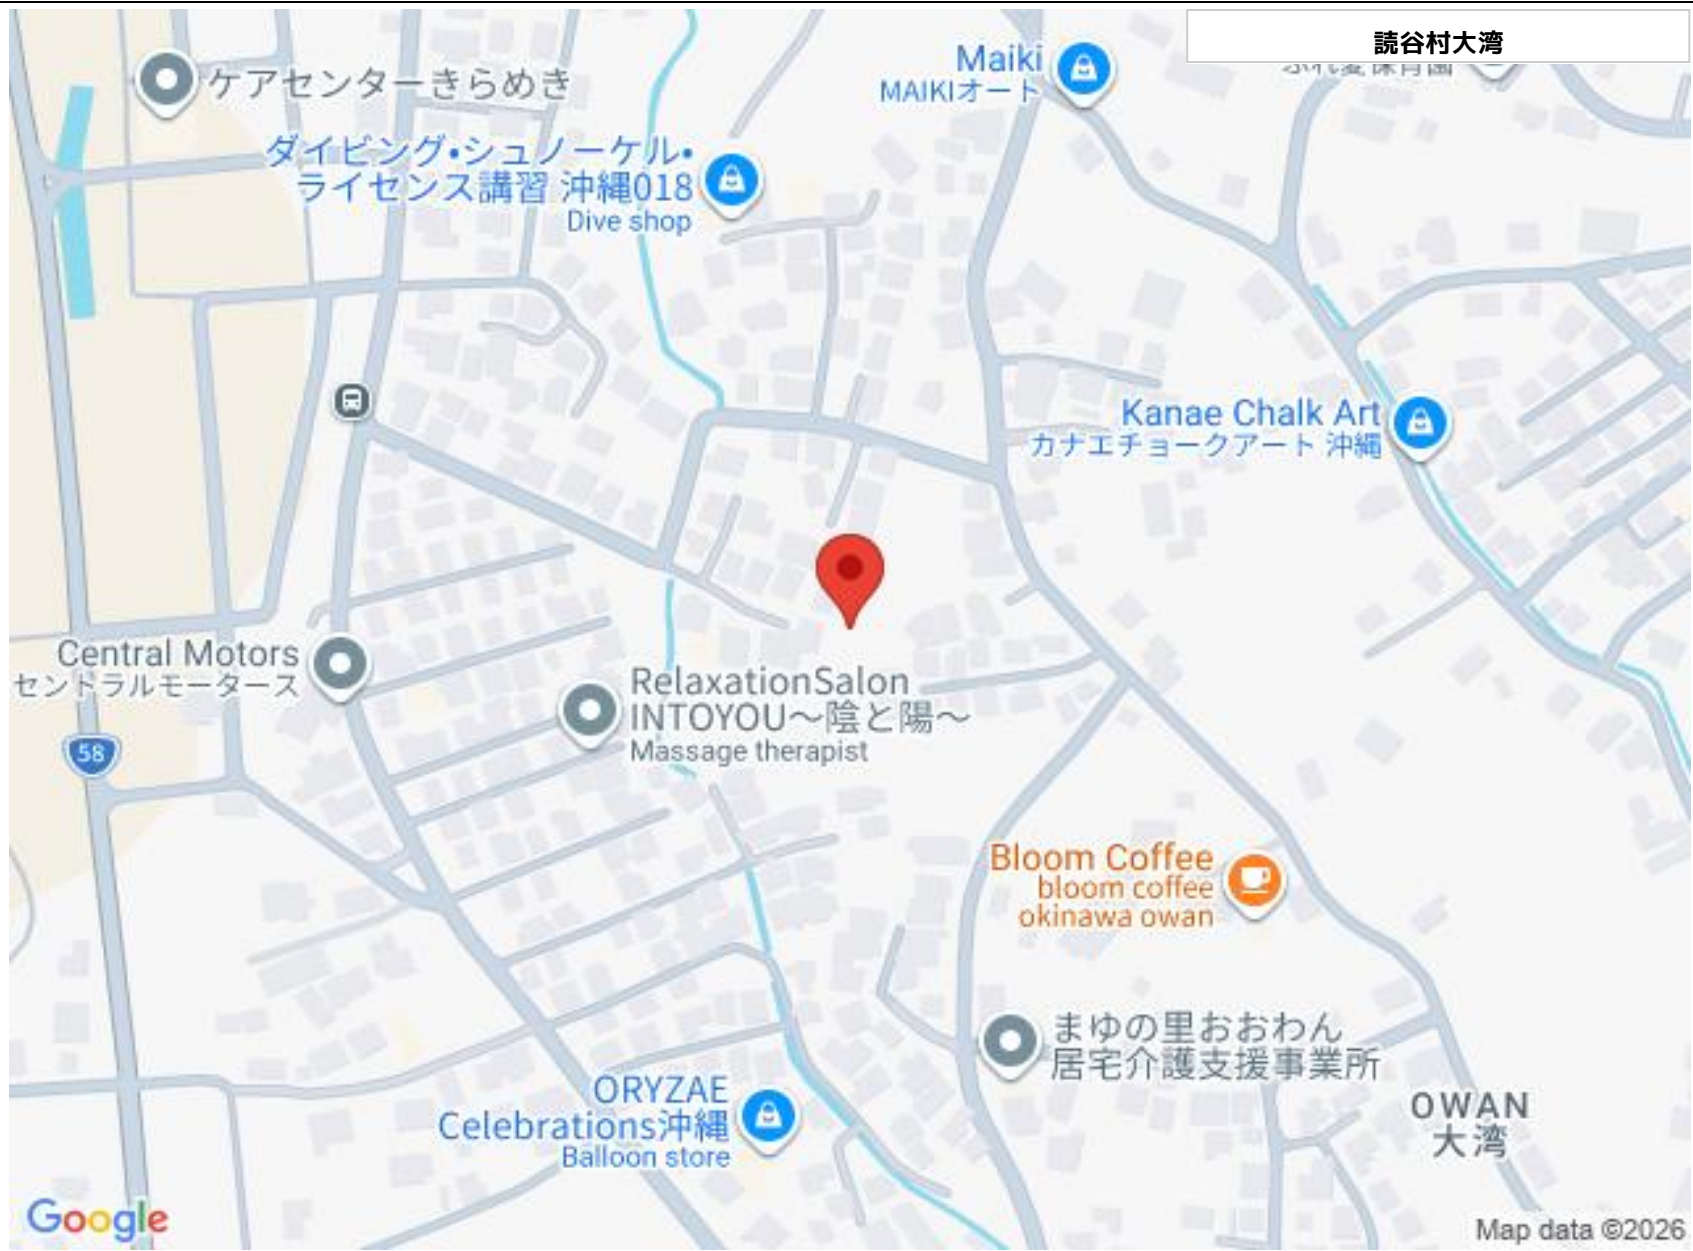 読谷村大湾
Maiki
MAIKIオート
ケアセンターきらめき
ダイビング•シュノーケル•
ライセンス講習 沖縄018
Dive shop
Kanae Chalk Art
カナエチョークアート 沖縄
Central Motors
セントラルモータース
RelaxationSalon
INTOYOU～陰と陽～
Massage therapist
58
Bloom Coffee
bloom coffee
okinawa owan
まゆの里おおわん
居宅介護支援事業所
ORYZAE
Celebrations沖縄
Balloon store
OWAN
大湾
Google
Map data ©2026